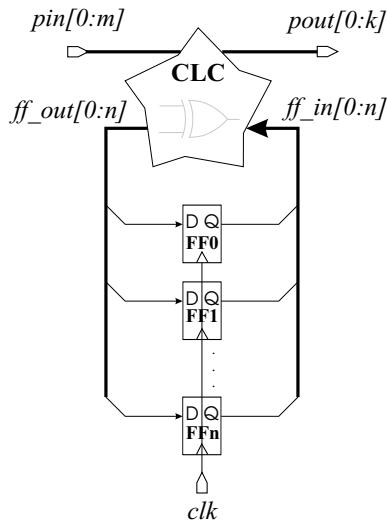 pin[0:m]
pout[0:k]
CLC
ff_out[0:n]
ff_in[0:n]
D Q
FF0
D Q
FF1
. . . .
D Q
FFn
clk